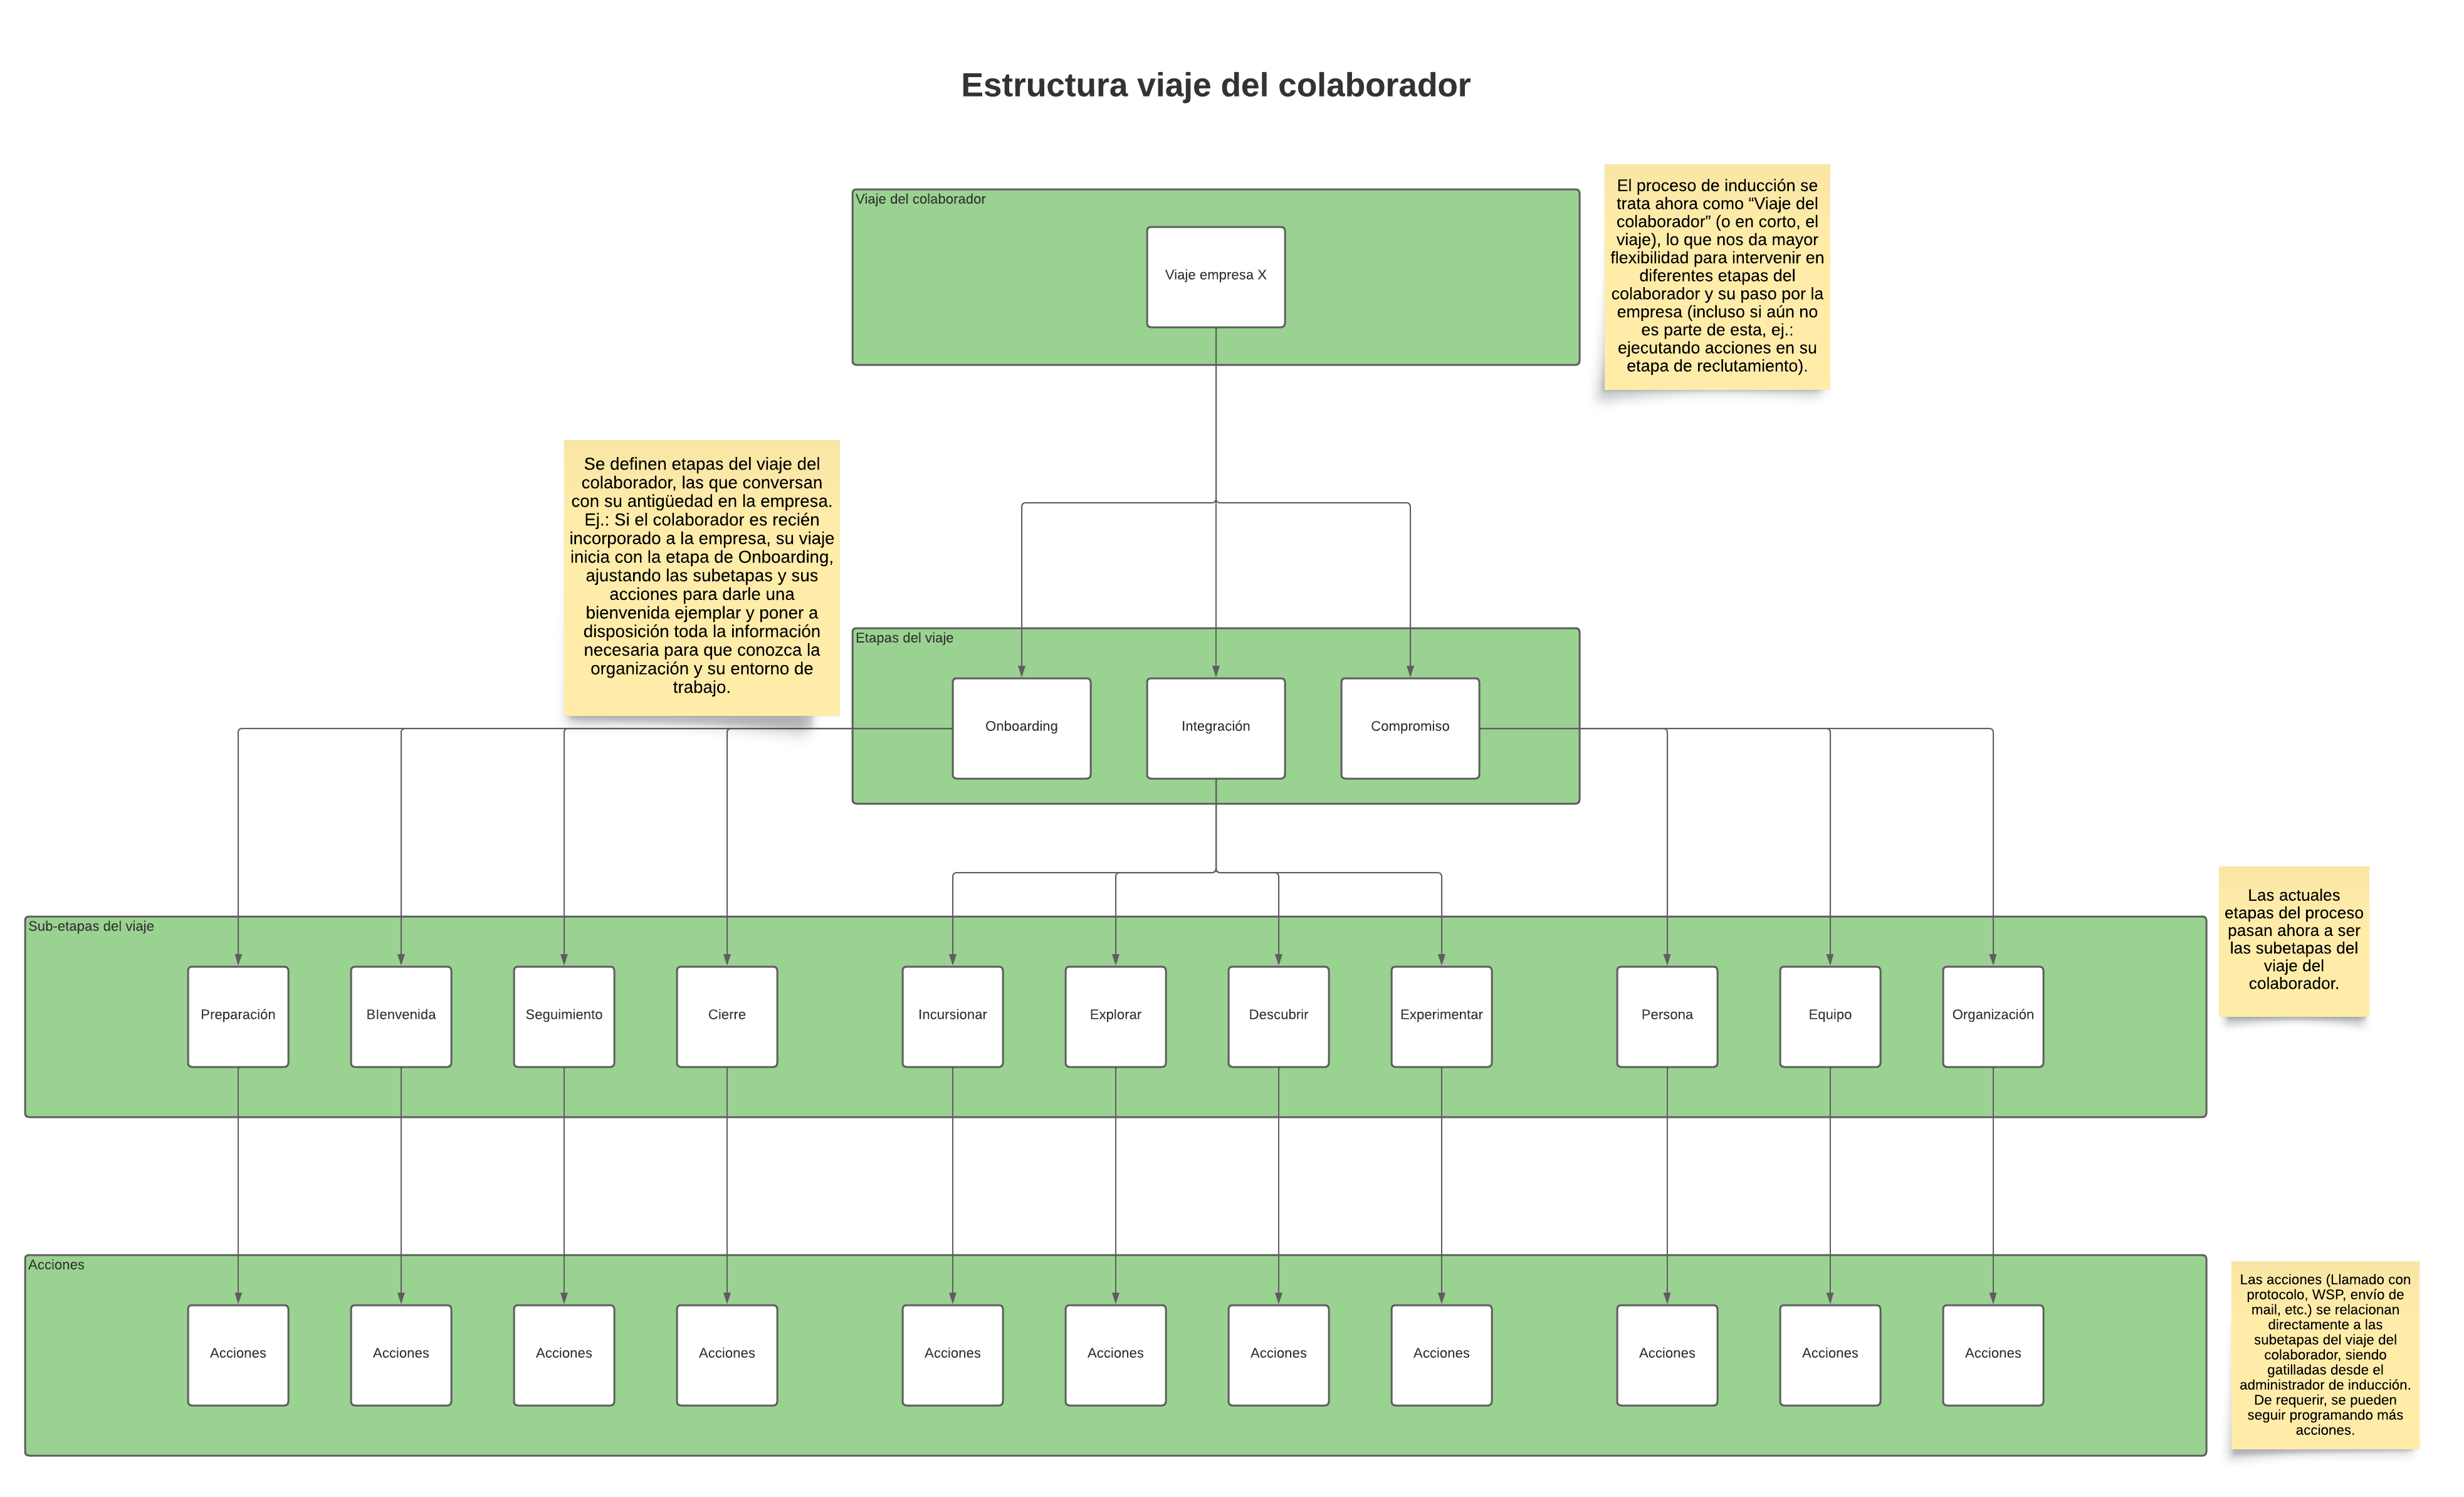 Estructura viaje del colaborador
Viaje del colaborador
Viaje empresa X
El proceso de inducción se
trata ahora como “Viaje del
colaborador” (o en corto, el
viaje), lo que nos da mayor
flexibilidad para intervenir en
diferentes etapas del
colaborador y su paso por la
empresa (incluso si aún no
es parte de esta, ej.:
ejecutando acciones en su
etapa de reclutamiento).
Se definen etapas del viaje del
colaborador, las que conversan
con su antigüedad en la empresa.
Ej.: Si el colaborador es recién
incorporado a la empresa, su viaje
inicia con la etapa de Onboarding,
ajustando las subetapas y sus
acciones para darle una
bienvenida ejemplar y poner a
disposición toda la información
necesaria para que conozca la
organización y su entorno de
trabajo.
Etapas del viaje
Onboarding
Integración
Compromiso
Las actuales
etapas del proceso
pasan ahora a ser
las subetapas del
viaje del
colaborador.
Sub-etapas del viaje
Preparación
BIenvenida
Seguimiento
Cierre
Incursionar
Explorar
Descubrir
Experimentar
Persona
Equipo
Organización
Acciones
Acciones
Acciones
Acciones
Acciones
Acciones
Acciones
Acciones
Acciones
Acciones
Acciones
Acciones
Las acciones (Llamado con
protocolo, WSP, envío de
mail, etc.) se relacionan
directamente a las
subetapas del viaje del
colaborador, siendo
gatilladas desde el
administrador de inducción.
De requerir, se pueden
seguir programando más
acciones.